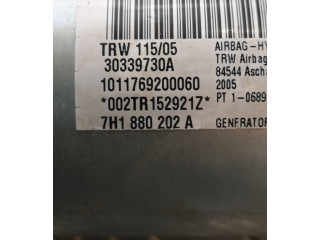 TRW 115/05
30339730A
1011769200060
*002TR152921Z*
7H1 880 202 A
AIRBAG-HY
TRW Airbag
84544 Ascha
2005
PT 1-0689
GENERATOR